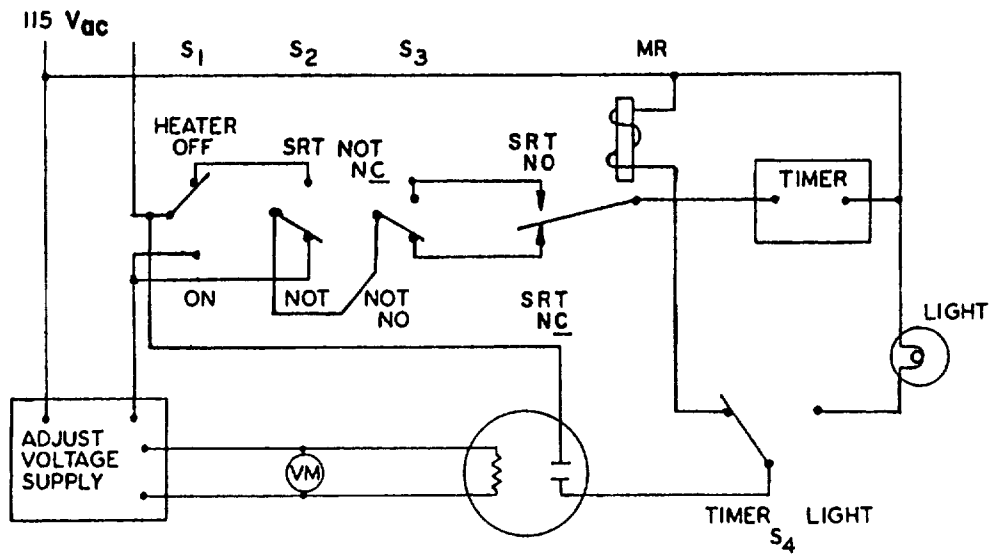 115 Vac
S1
S2
S3
MR
HEATER
OFF
SRT
NOT
NC
SRT
NO
TIMER
ON
NOT
NOT
NO
SRT
NC
LIGHT
ADJUST
VOLTAGE
SUPPLY
VM
TIMER
LIGHT
S4